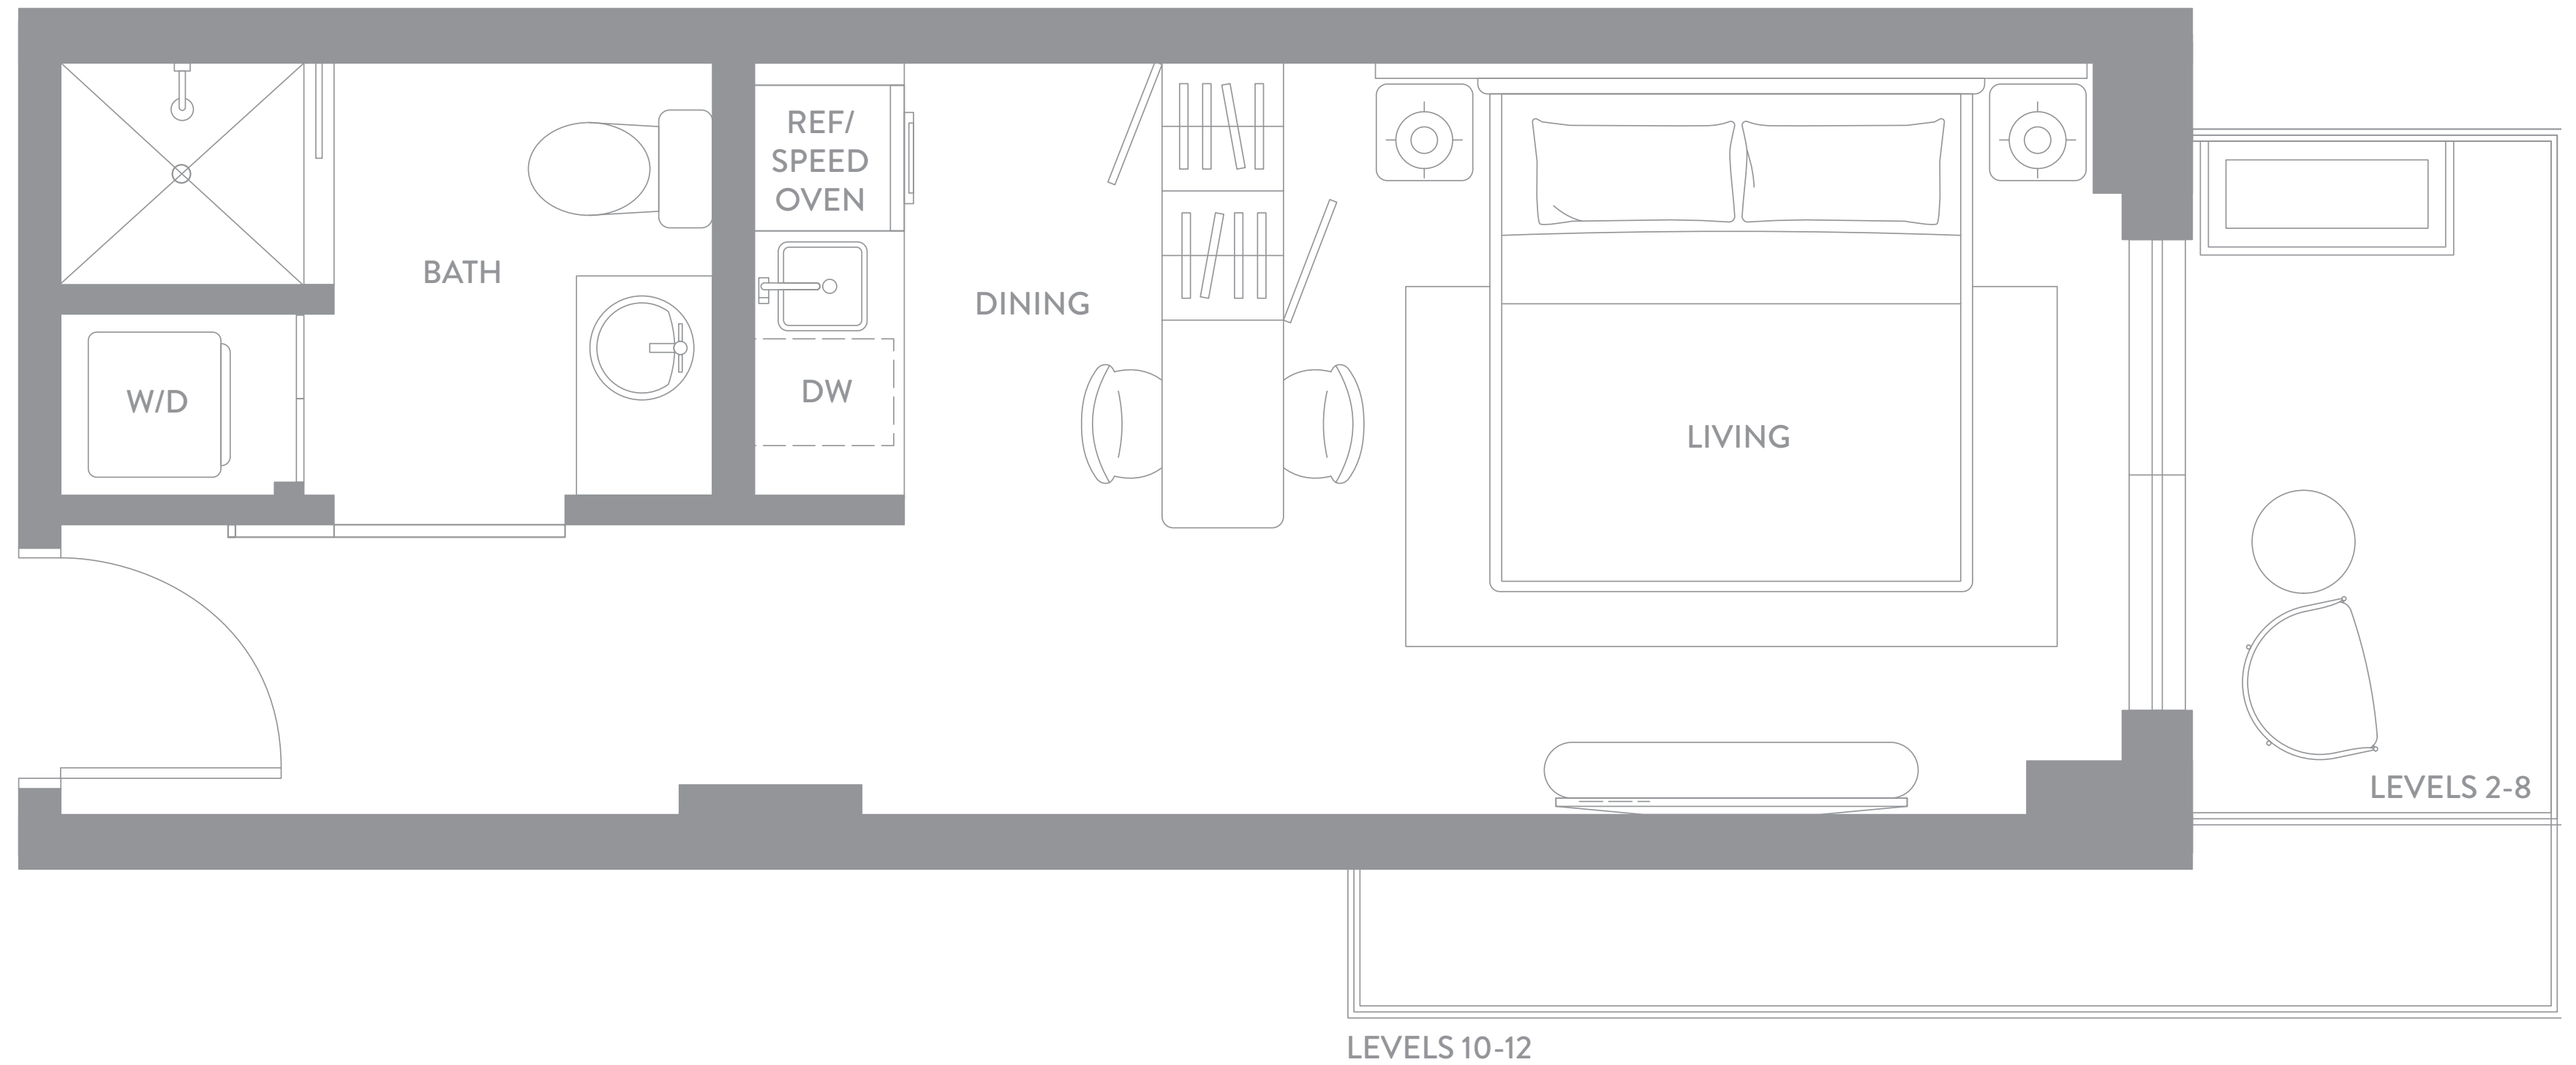 REF/
SPEED
OVEN
BATH
DINING
DW
W/D
LIVING
LEVELS 2-8
LEVELS 10-12